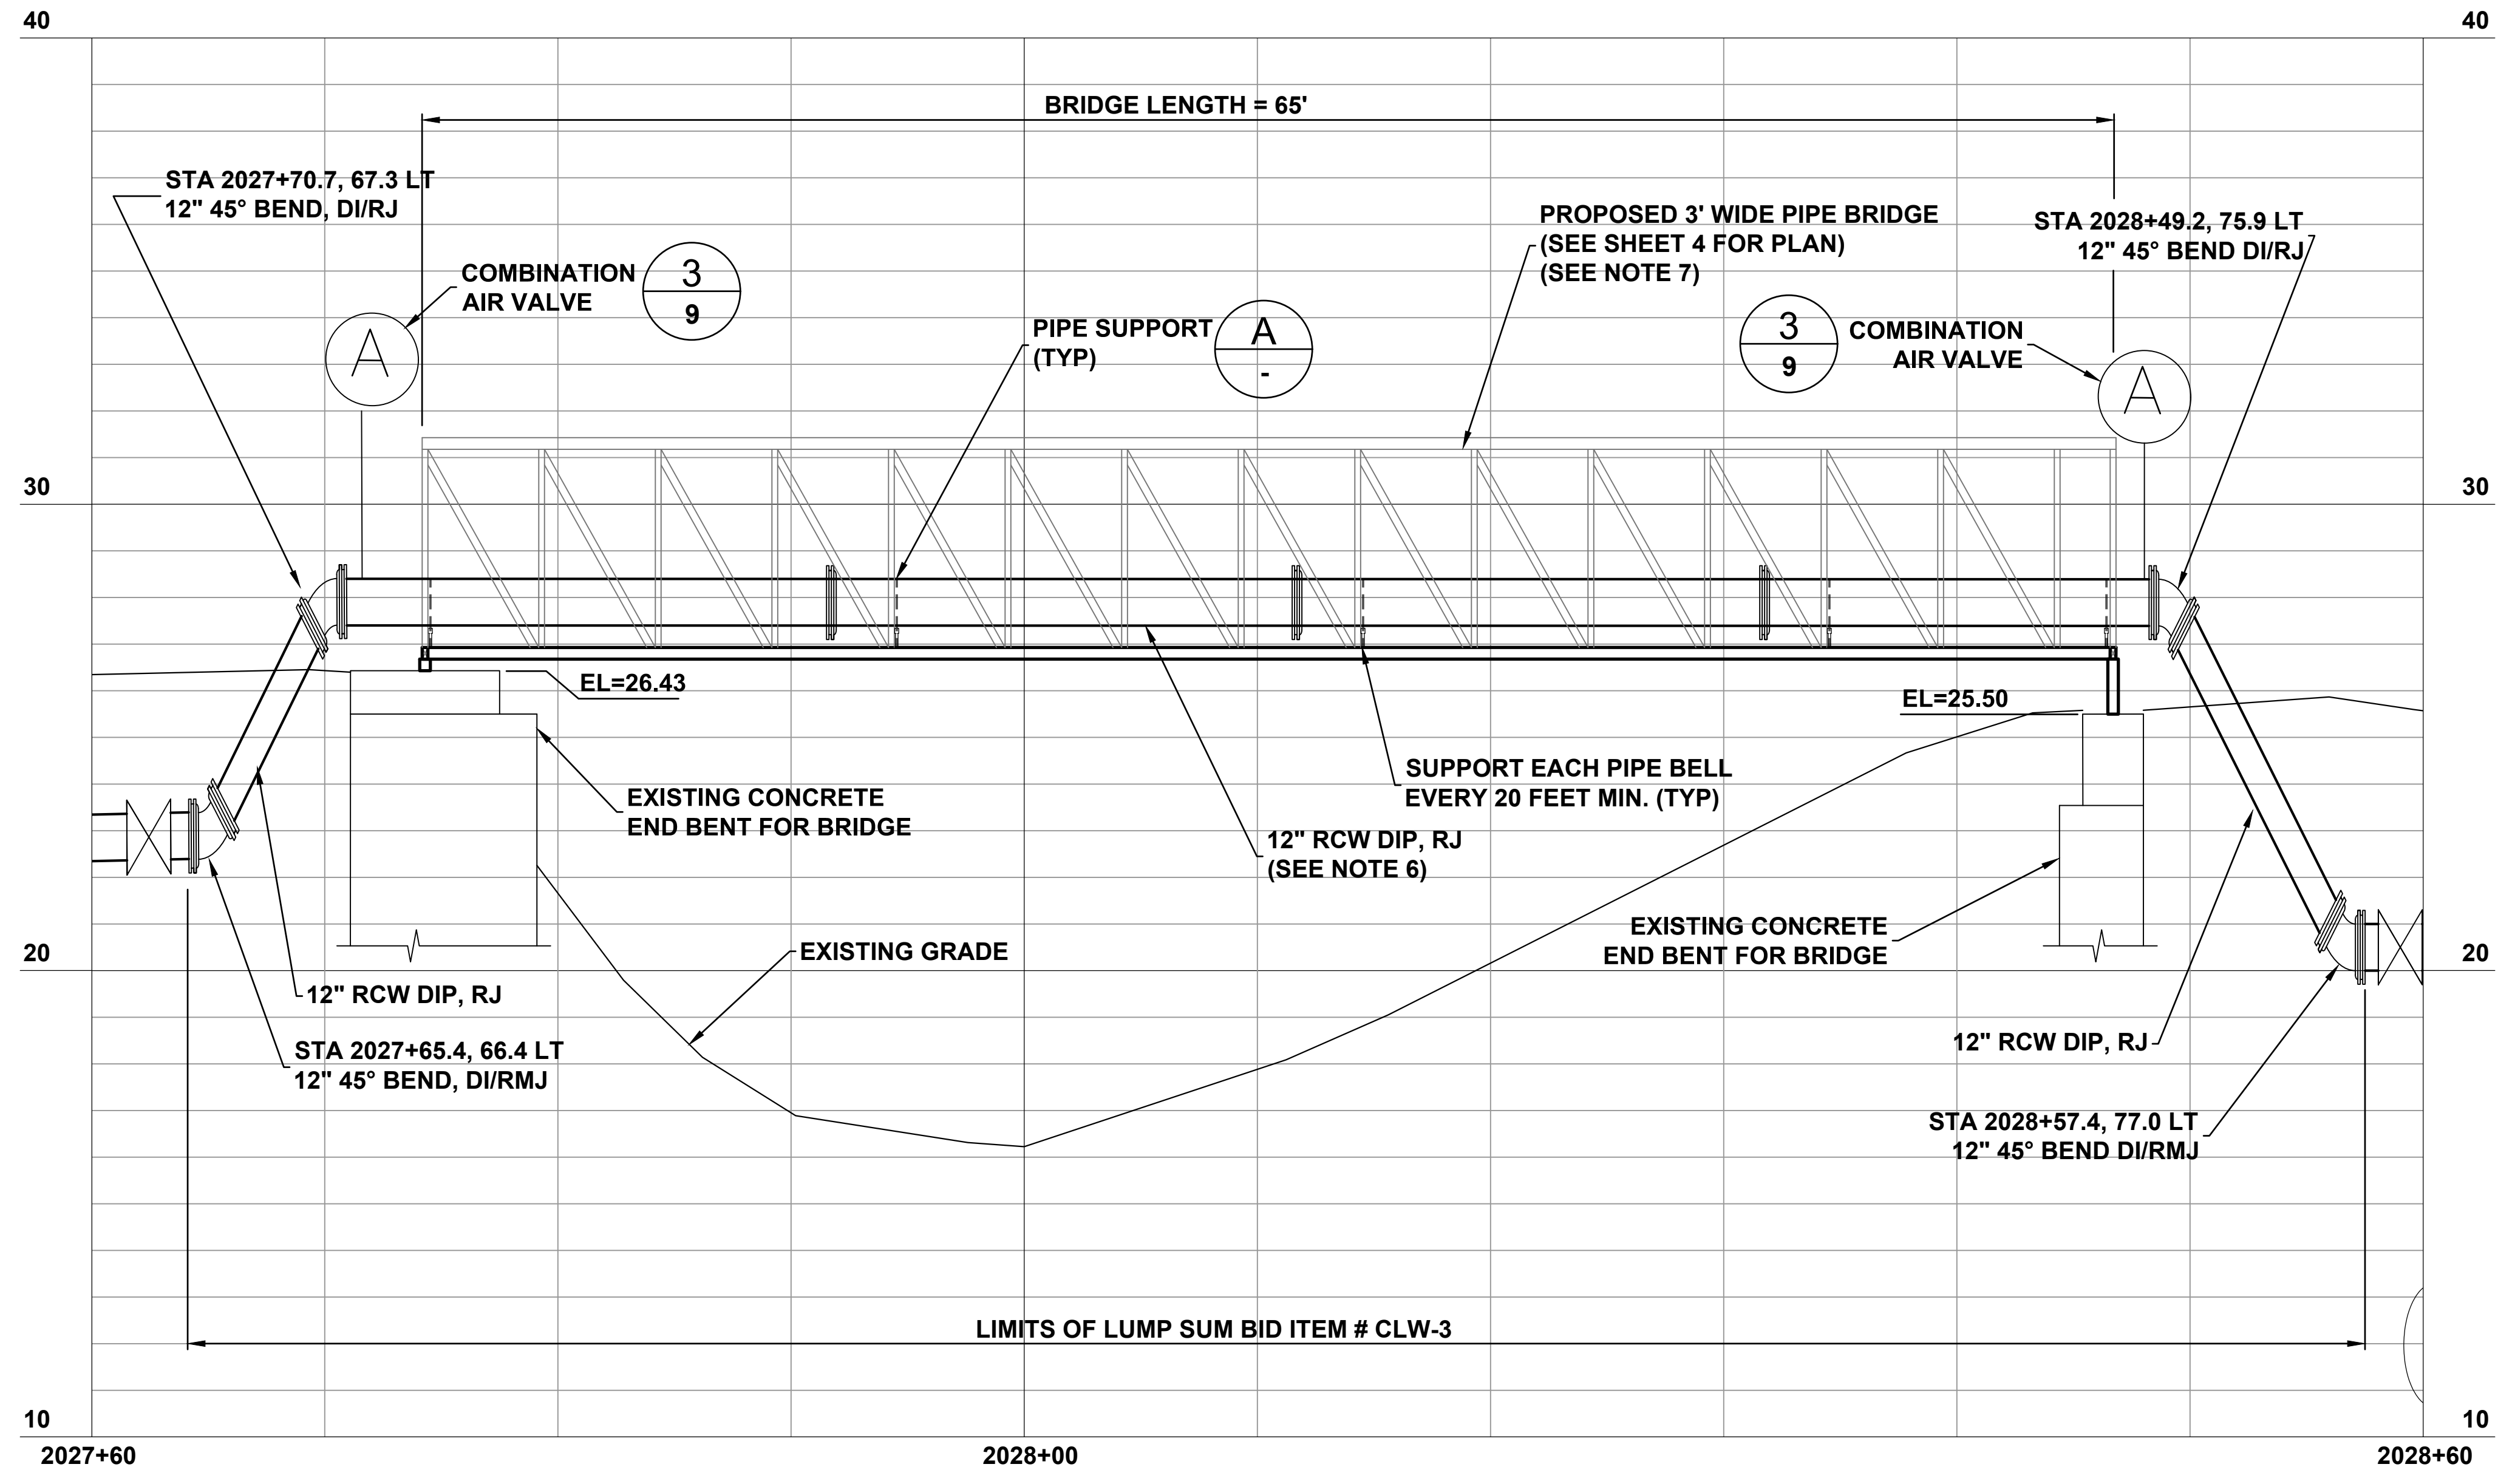 40
40
BRIDGE LENGTH = 65'
STA 2027+70.7, 67.3 LT
12" 45° BEND, DI/RJ
PROPOSED 3' WIDE PIPE BRIDGE
(SEE SHEET 4 FOR PLAN)
(SEE NOTE 7)
STA 2028+49.2, 75.9 LT
12" 45° BEND DI/RJ
COMBINATION
AIR VALVE
3
9
A
PIPE SUPPORT
(TYP)
A
-
3
9
COMBINATION
AIR VALVE
A
30
30
EL=26.43
EL=25.50
SUPPORT EACH PIPE BELL
EVERY 20 FEET MIN. (TYP)
EXISTING CONCRETE
END BENT FOR BRIDGE
12" RCW DIP, RJ
(SEE NOTE 6)
EXISTING CONCRETE
END BENT FOR BRIDGE
EXISTING GRADE
20
20
12" RCW DIP, RJ
12" RCW DIP, RJ
STA 2027+65.4, 66.4 LT
12" 45° BEND, DI/RMJ
STA 2028+57.4, 77.0 LT
12" 45° BEND DI/RMJ
LIMITS OF LUMP SUM BID ITEM # CLW-3
10
10
2027+60
2028+00
2028+60